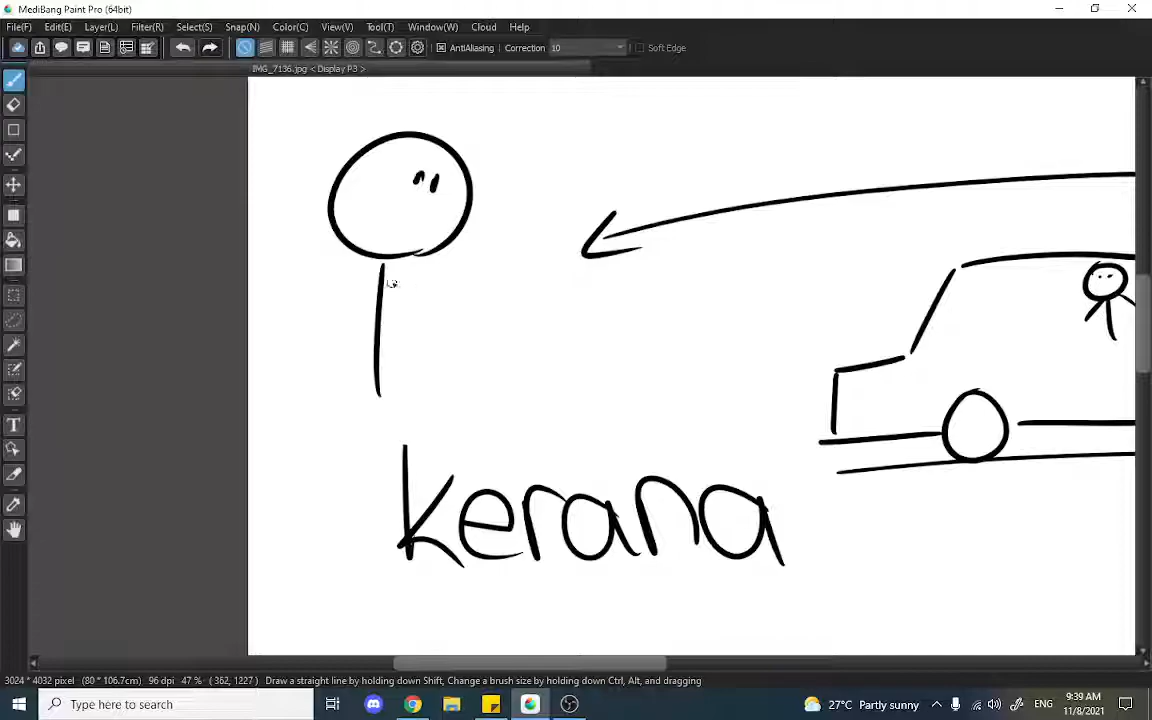 MediBang Paint Pro (64bit)
File(F) Edit(E) Layer(L) Filter(R) Select(S) Snap(N) Color(C) View(V) Tool(T) Window(W) Cloud Help
AntiAliasing Correction 10 Soft Edge
IMG_7136.jpg < Display P3 >
T
kerana
3024 * 4032 pixel (80 * 106.7cm) 96 dpi 47 % ( 362, 1227 ) Draw a straight line by holding down Shift, Change a brush size by holding down Ctrl, Alt, and dragging
Type here to search
27°C Partly sunny
ENG
9:39 AM
11/8/2021